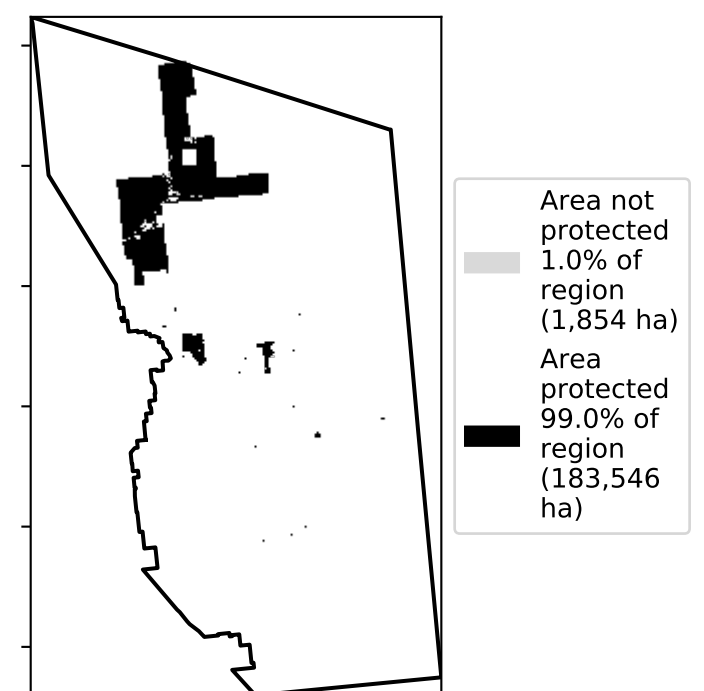 Area not
protected
1.0% of
region
(1,854 ha)
Area
protected
99.0% of
region
(183,546
ha)